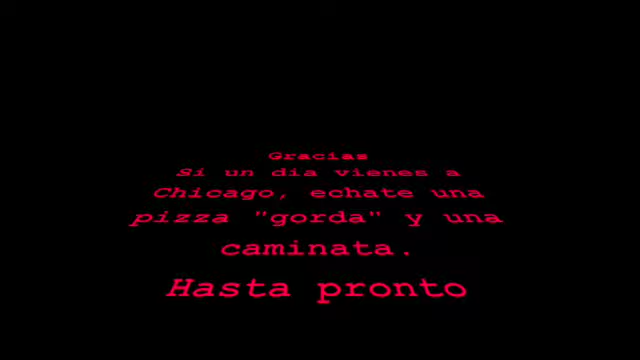 Gracias
Si un dia vienes a
Chicago, echate una
pizza "gorda" y una
caminata.
Hasta pronto